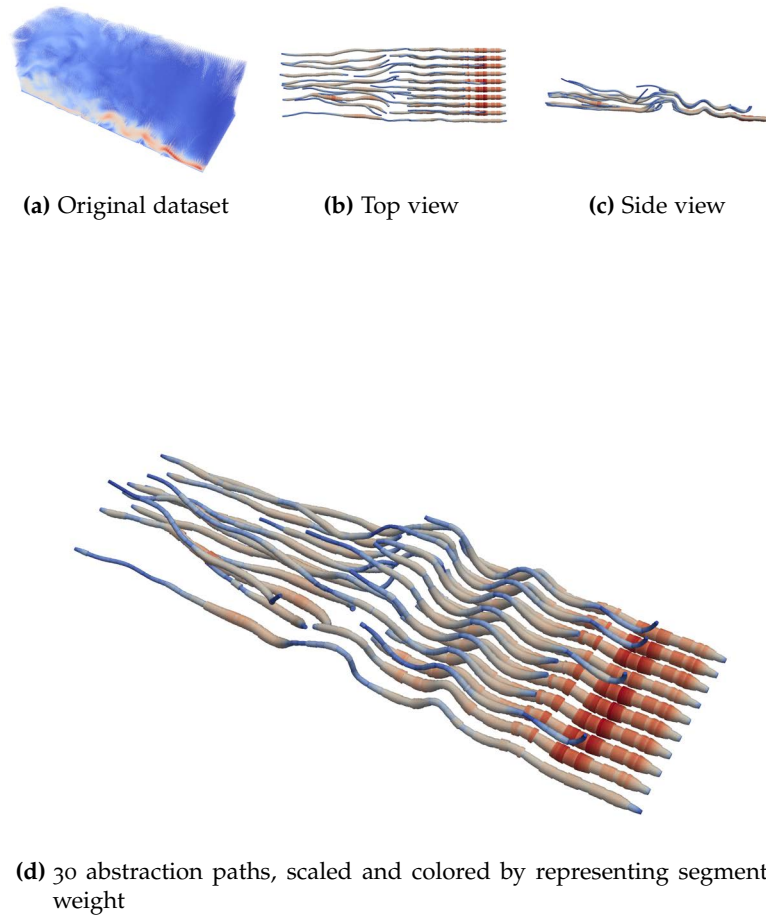 (a) Original dataset
(b) Top view
(c) Side view
(d) 30 abstraction paths, scaled and colored by representing segment
weight